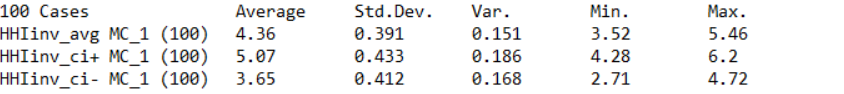 100 Cases Average Std.Dev. Var. Min. Max.
HHIinv_avg MC_1 (100) 4.36 0.391 0.151 3.52 5.46
HHIinv_ci+ MC_1 (100) 5.07 0.433 0.186 4.28 6.2
HHIinv_ci- MC_1 (100) 3.65 0.412 0.168 2.71 4.72